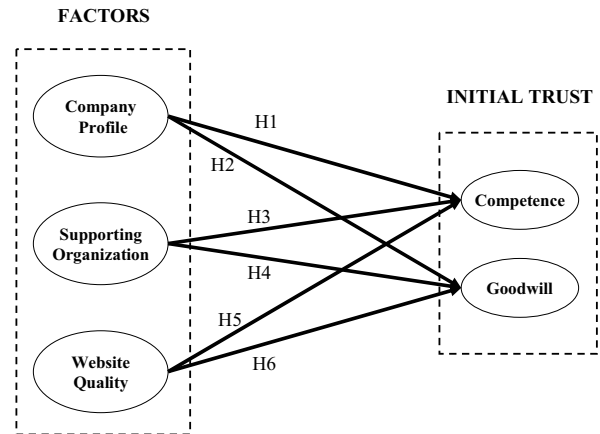 FACTORS
Company
Profile
H1
INITIAL TRUST
H2
Competence
Supporting
Organization
H3
H4
Goodwill
H5
Website
Quality
H6